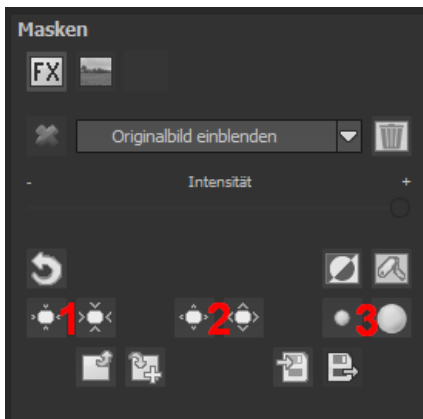 Masken
FX
Originalbild einblenden
- Intensität +
1 2 3